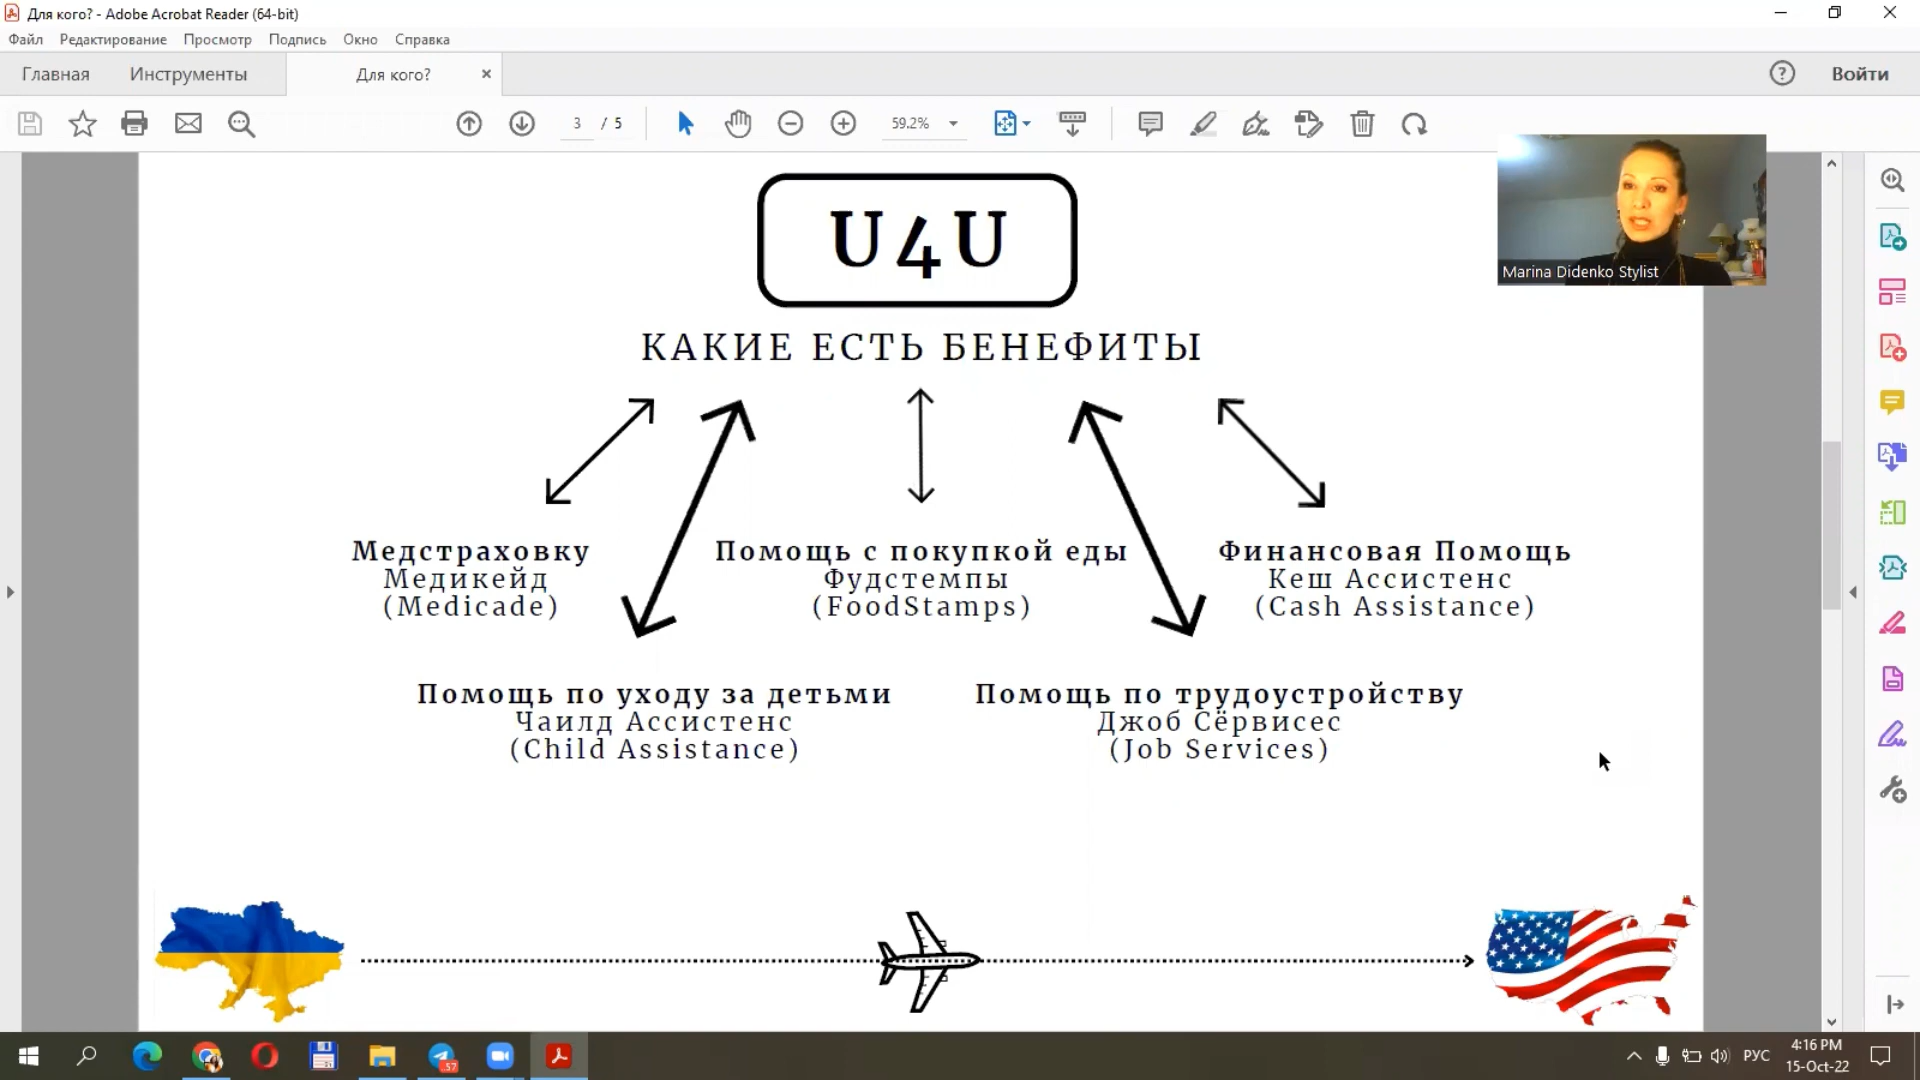 Для кого? - Adobe Acrobat Reader (64-bit)
Файл Редактирование Просмотр Подпись Окно Справка
Главная Инструменты Для кого? Войти
3 / 5 59.2%
Marina Didenko Stylist
U4U
КАКИЕ ЕСТЬ БЕНЕФИТЫ
Медстраховку
Медикейд
(Medicade)
Помощь с покупкой еды
Фудстемпы
(FoodStamps)
Финансовая Помощь
Кеш Ассистенс
(Cash Assistance)
Помощь по уходу за детьми
Чаилд Ассистенс
(Child Assistance)
Помощь по трудоустройству
Джоб Сёрвисес
(Job Services)
57
РУС
4:16 PM
15-Oct-22